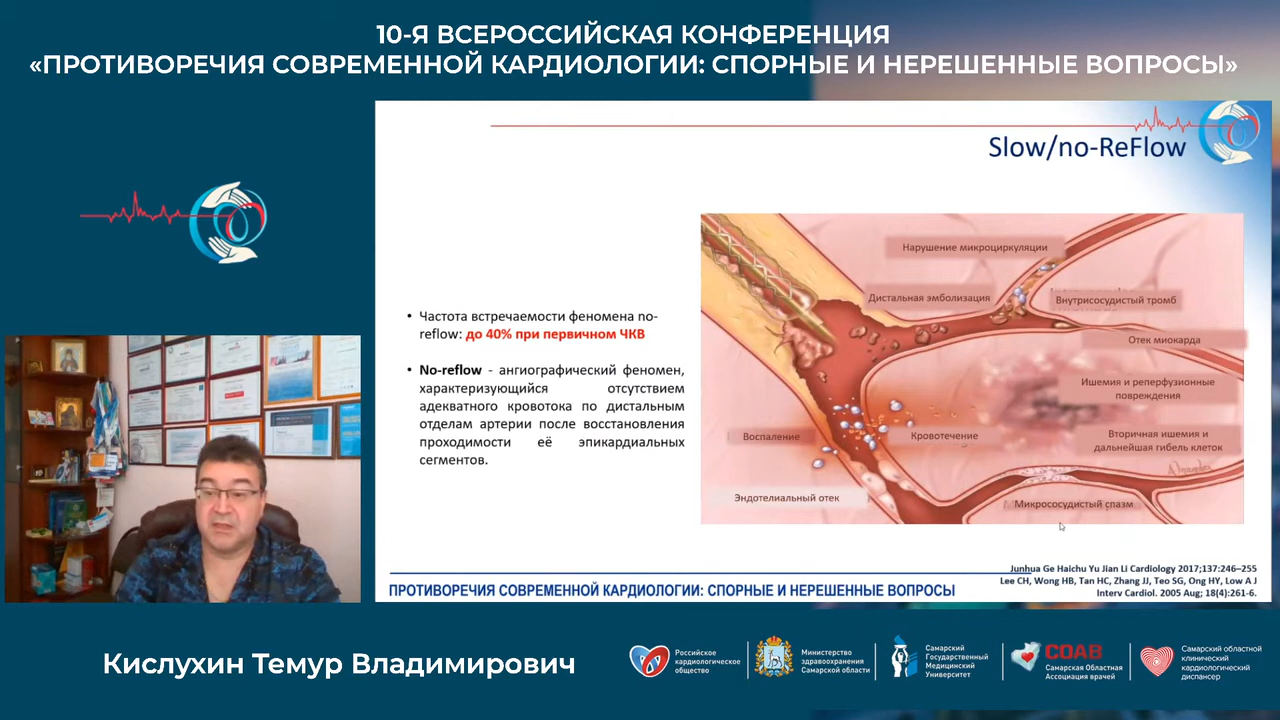 10-Я ВСЕРОССИЙСКАЯ КОНФЕРЕНЦИЯ
«ПРОТИВОРЕЧИЯ СОВРЕМЕННОЙ КАРДИОЛОГИИ: СПОРНЫЕ И НЕРЕШЕННЫЕ ВОПРОСЫ»
Slow/no-ReFlow
• Частота встречаемости феномена no-
reflow: до 40% при первичном ЧКВ
• No-reflow - ангиографический феномен,
характеризующийся отсутствием
адекватного кровотока по дистальным
отделам артерии после восстановления
проходимости её эпикардиальных
сегментов.
Нарушение микроциркуляции
Дистальная эмболизация
Внутрисосудистый тромб
Отек миокарда
Ишемия и реперфузионные
повреждения
Воспаление
Кровотечение
Вторичная ишемия и
дальнейшая гибель клеток
Эндотелиальный отек
Микрососудистый спазм
Junhua Ge Haichu Yu Jian Li Cardiology 2017;137:246–255
Lee CH, Wong HB, Tan HC, Zhang JJ, Teo SG, Ong HY, Low A J
Interv Cardiol. 2005 Aug; 18(4):261-6.
ПРОТИВОРЕЧИЯ СОВРЕМЕННОЙ КАРДИОЛОГИИ: СПОРНЫЕ И НЕРЕШЕННЫЕ ВОПРОСЫ
Кислухин Темур Владимирович
Российское
кардиологическое
общество
Министерство
здравоохранения
Самарской области
Самарский
Государственный
Медицинский
Университет
СОАВ
Самарская Областная
Ассоциация врачей
Самарский областной
клинический
кардиологический
диспансер